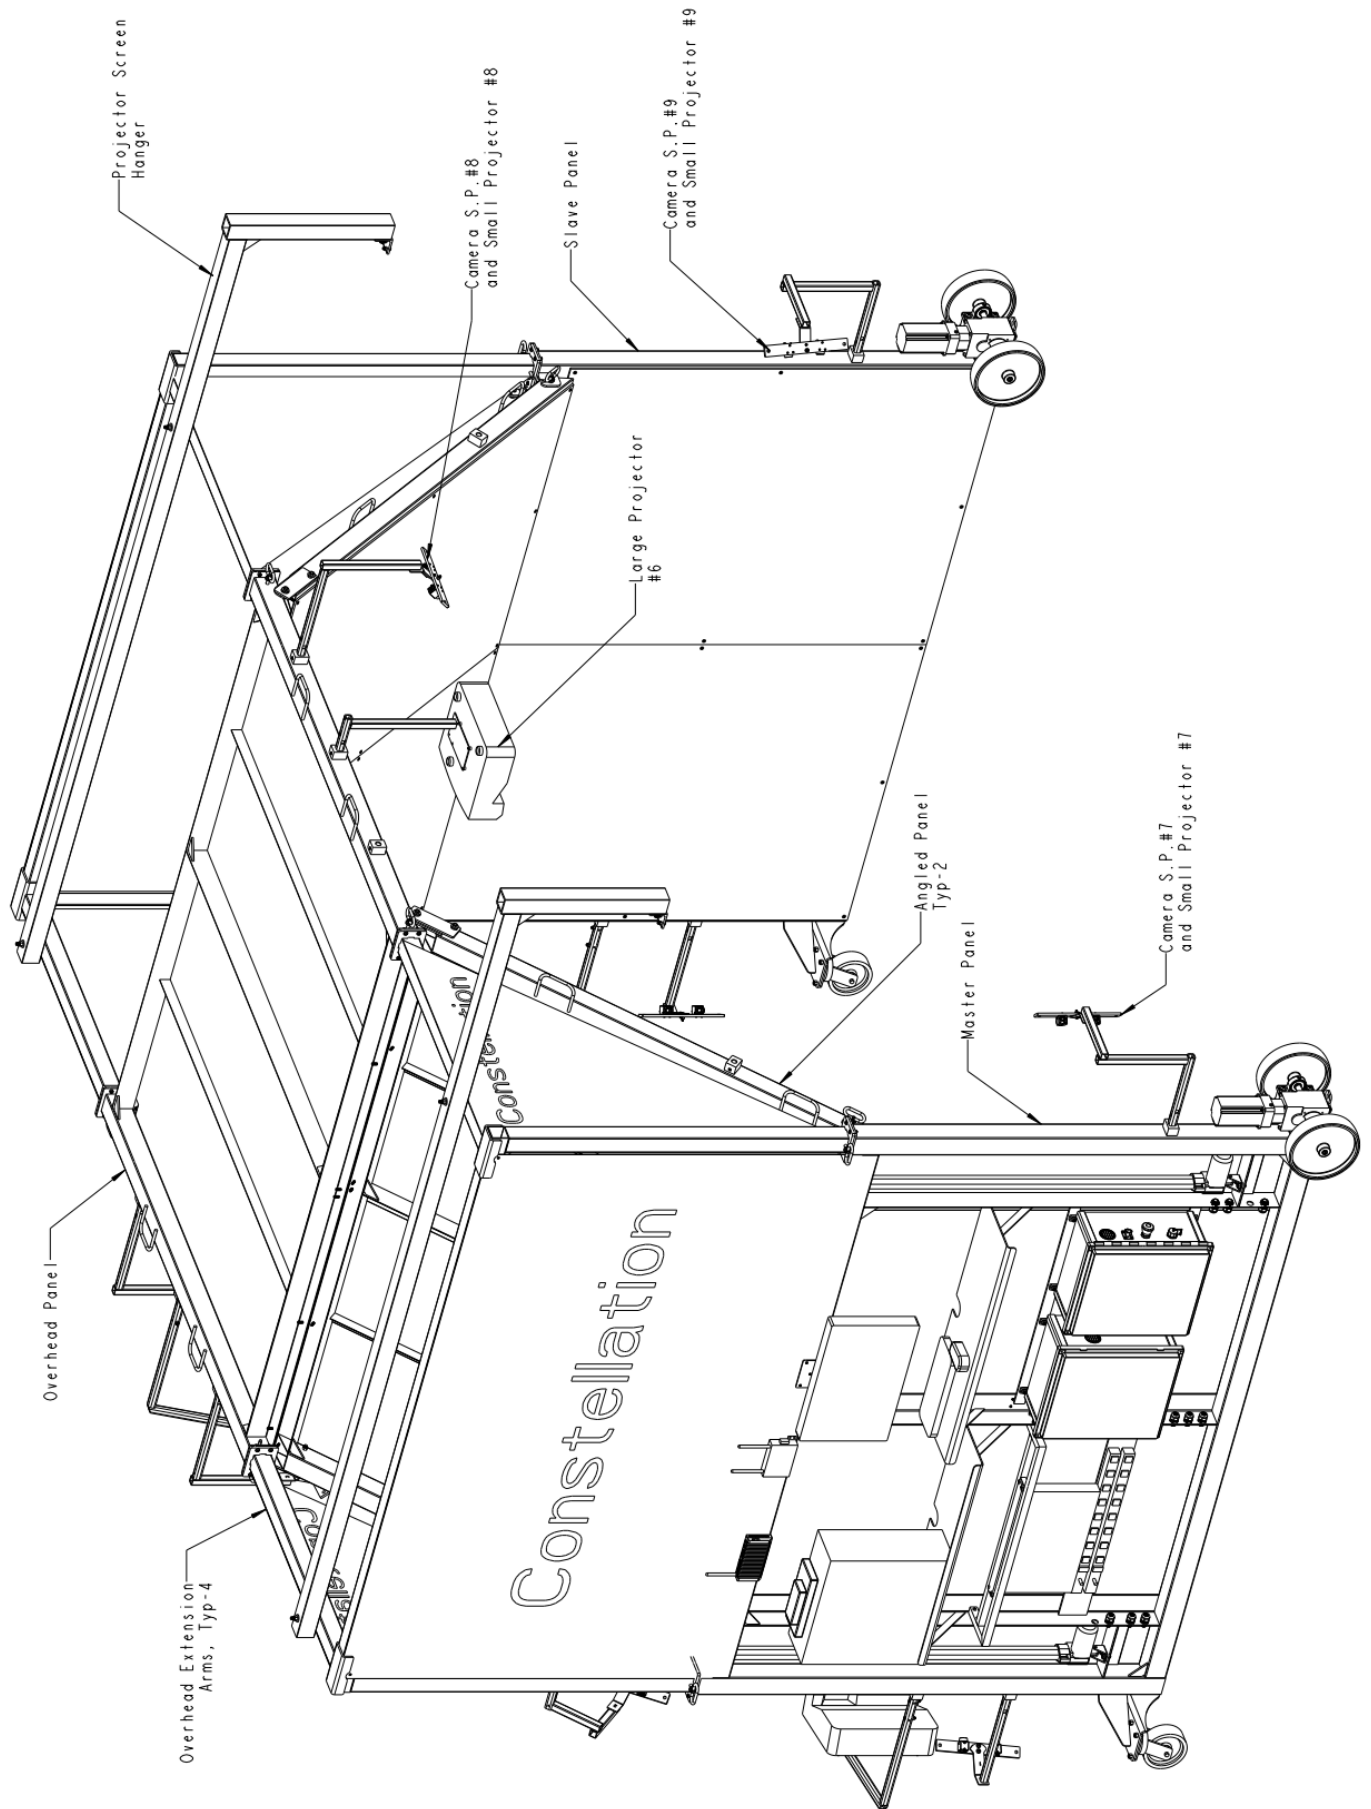 Projector Screen
Hanger
Camera S.P.#8
and Small Projector #8
Slave Panel
Camera S.P.#9
and Small Projector #9
Large Projector
#6
Angled Panel
Typ-2
Master Panel
Camera S.P.#7
and Small Projector #7
Overhead Panel
Overhead Extension
Arms, Typ-4
Constellation